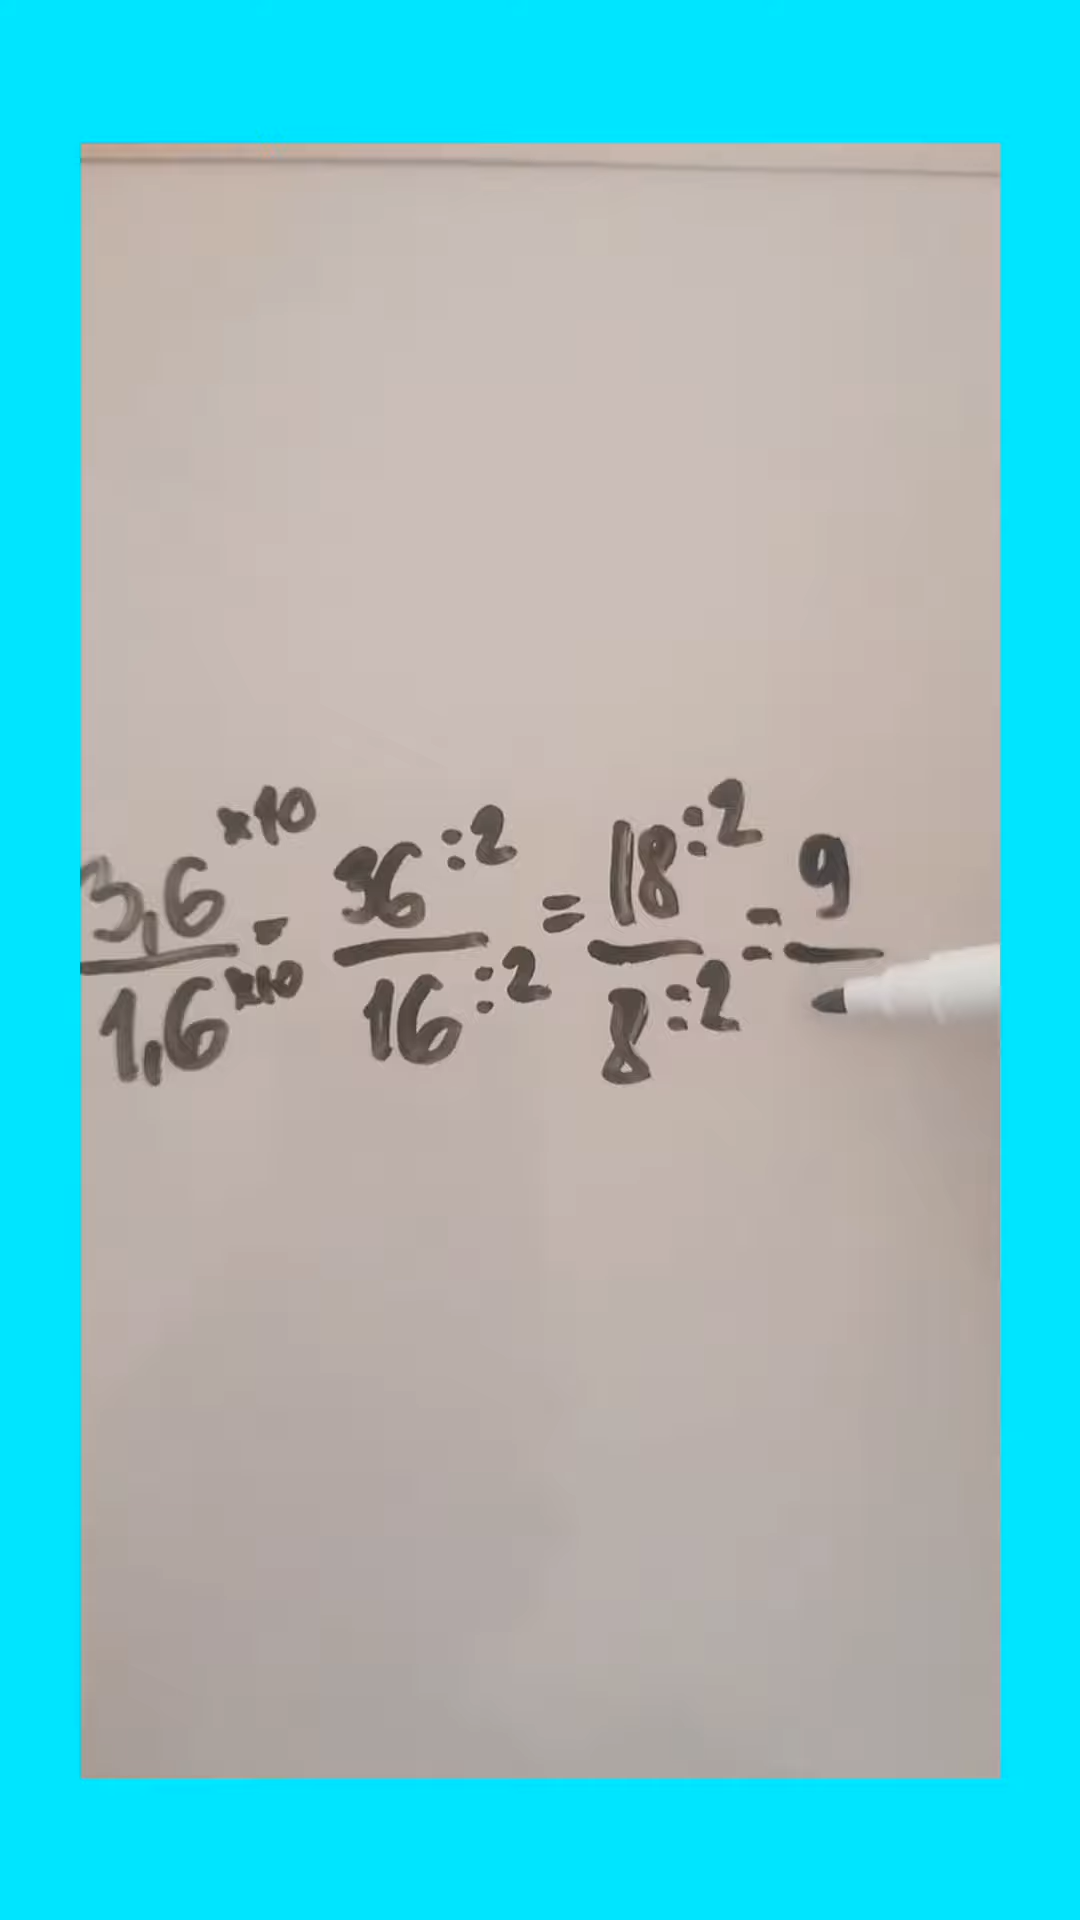 3,6 ×10 / 1,6 ×10 = 36 :2 / 16 :2 = 18 :2 / 8 :2 = 9 /